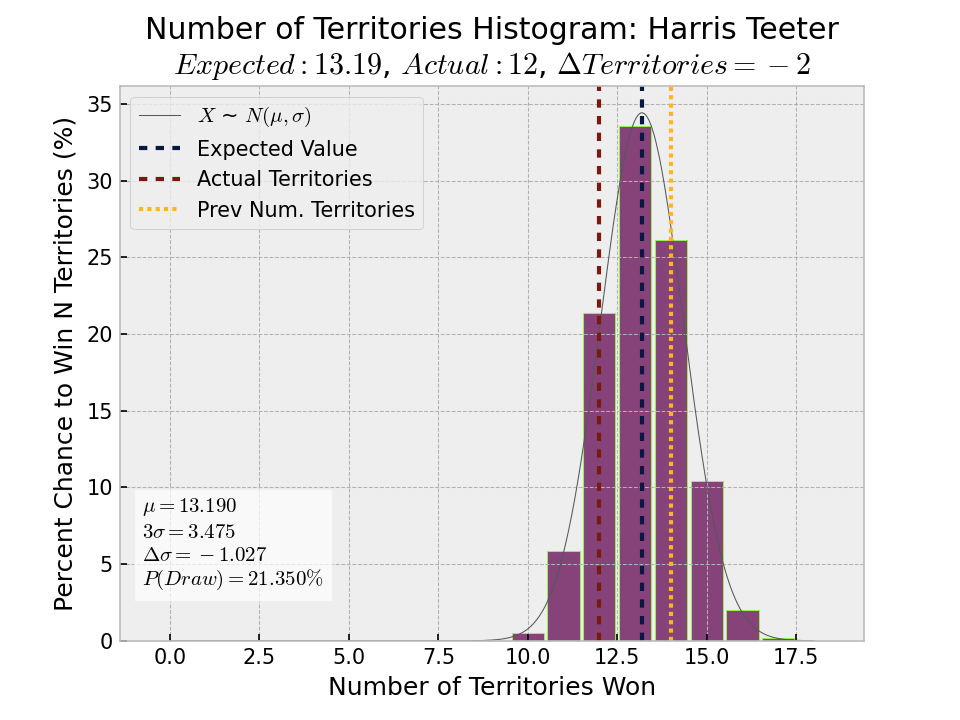 Number of Territories Histogram: Harris Teeter
Expected : 13.19, Actual : 12, ΔTerritories = −2
Percent Chance to Win N Territories (%)
35
30
25
20
15
10
5
0
X ∼ N(μ, σ)
Expected Value
Actual Territories
Prev Num. Territories
μ = 13.190
3σ = 3.475
Δσ = −1.027
P(Draw) = 21.350%
0.0 2.5 5.0 7.5 10.0 12.5 15.0 17.5
Number of Territories Won